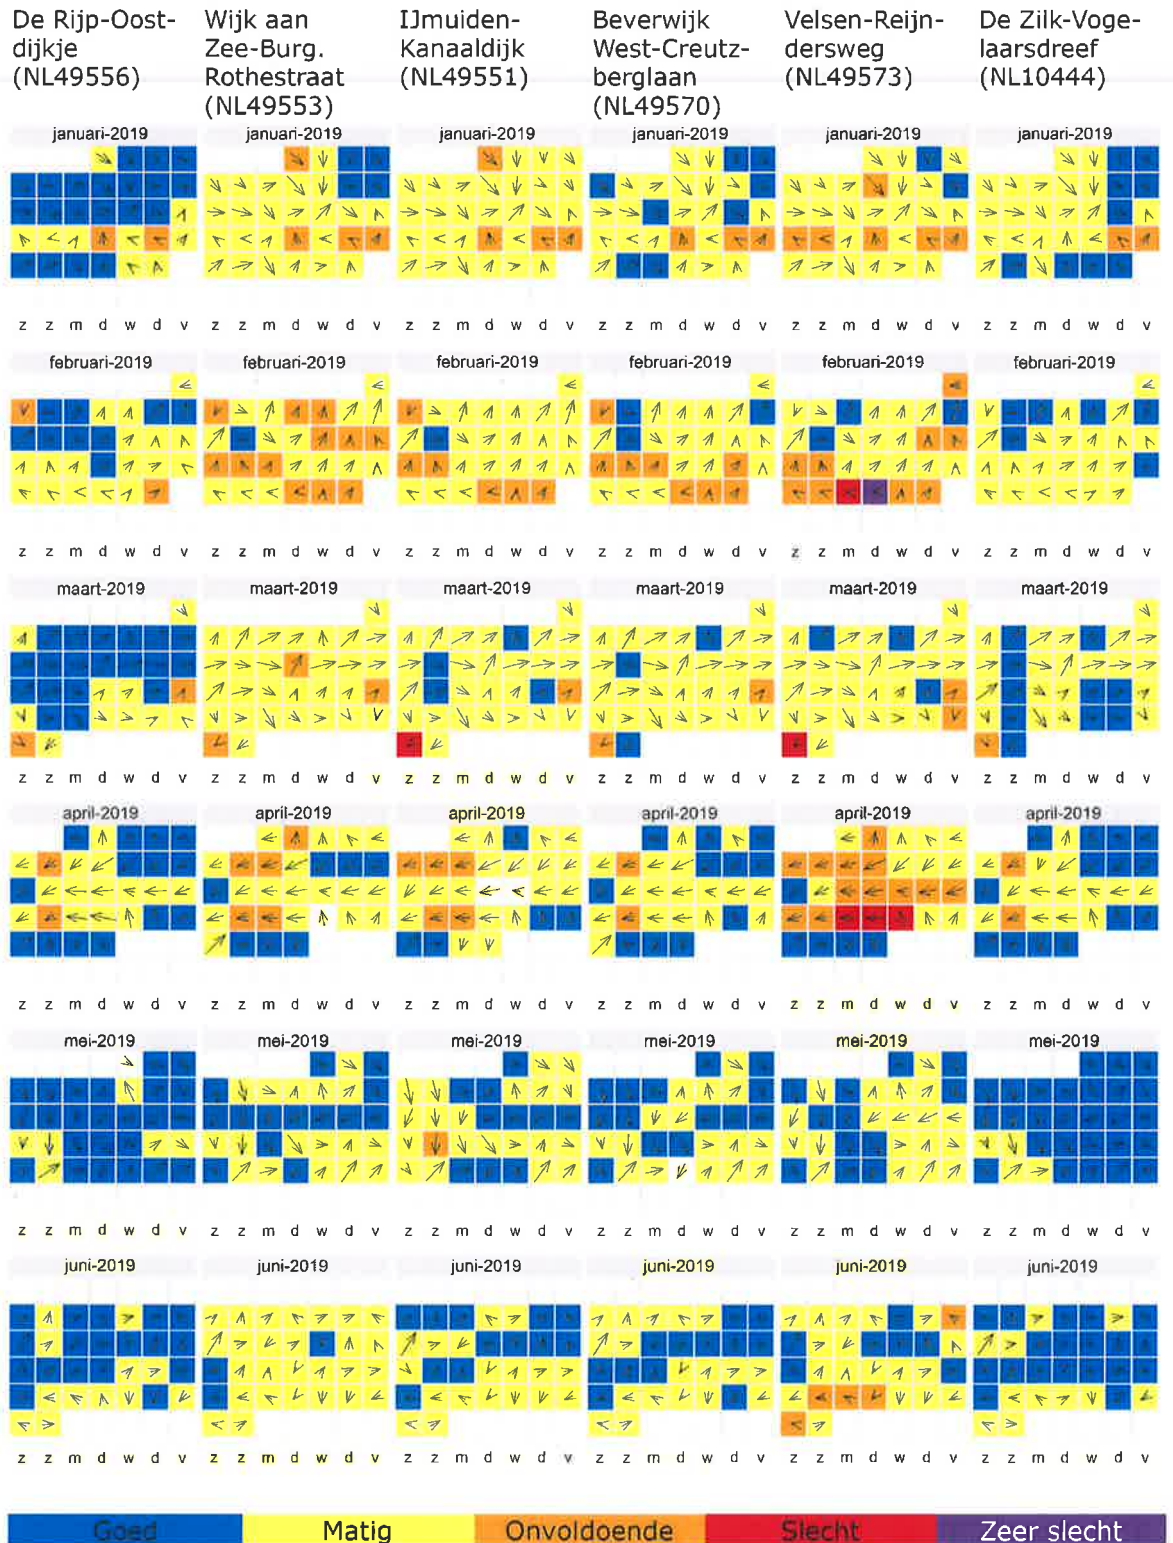 De Rijp-Oost-
dijkje
(NL49556)
Wijk aan
Zee-Burg.
Rothestraat
(NL49553)
IJmuiden-
Kanaaldijk
(NL49551)
Beverwijk
West-Creutz-
berglaan
(NL49570)
Velsen-Reijn-
dersweg
(NL49573)
De Zilk-Voge-
laarsdreef
(NL10444)
januari-2019 januari-2019 januari-2019 januari-2019 januari-2019 januari-2019
z z m d w d v z z m d w d v z z m d w d v z z m d w d v z z m d w d v z z m d w d v
februari-2019 februari-2019 februari-2019 februari-2019 februari-2019 februari-2019
z z m d w d v z z m d w d v z z m d w d v z z m d w d v z z m d w d v z z m d w d v
maart-2019 maart-2019 maart-2019 maart-2019 maart-2019 maart-2019
z z m d w d v z z m d w d v z z m d w d v z z m d w d v z z m d w d v z z m d w d v
april-2019 april-2019 april-2019 april-2019 april-2019 april-2019
z z m d w d v z z m d w d v z z m d w d v z z m d w d v z z m d w d v z z m d w d v
mei-2019 mei-2019 mei-2019 mei-2019 mei-2019 mei-2019
z z m d w d v z z m d w d v z z m d w d v z z m d w d v z z m d w d v z z m d w d v
juni-2019 juni-2019 juni-2019 juni-2019 juni-2019 juni-2019
z z m d w d v z z m d w d v z z m d w d v z z m d w d v z z m d w d v z z m d w d v
Goed Matig Onvoldoende Slecht Zeer slecht